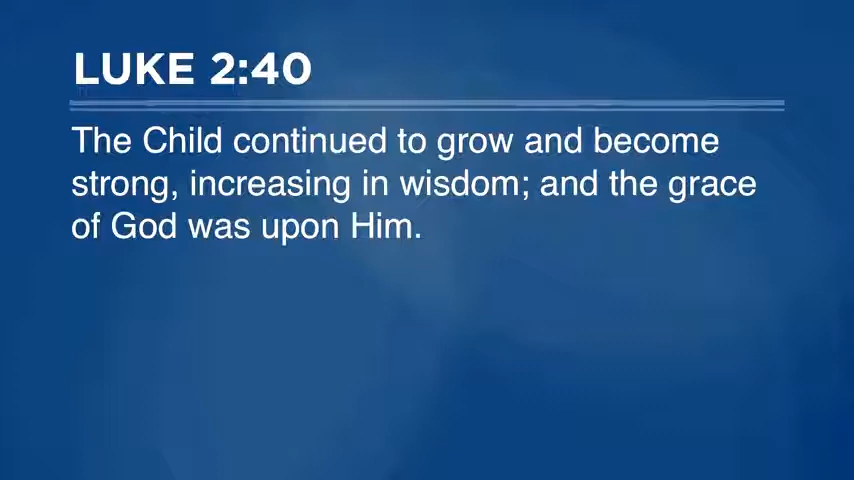 LUKE 2:40
The Child continued to grow and become
strong, increasing in wisdom; and the grace
of God was upon Him.